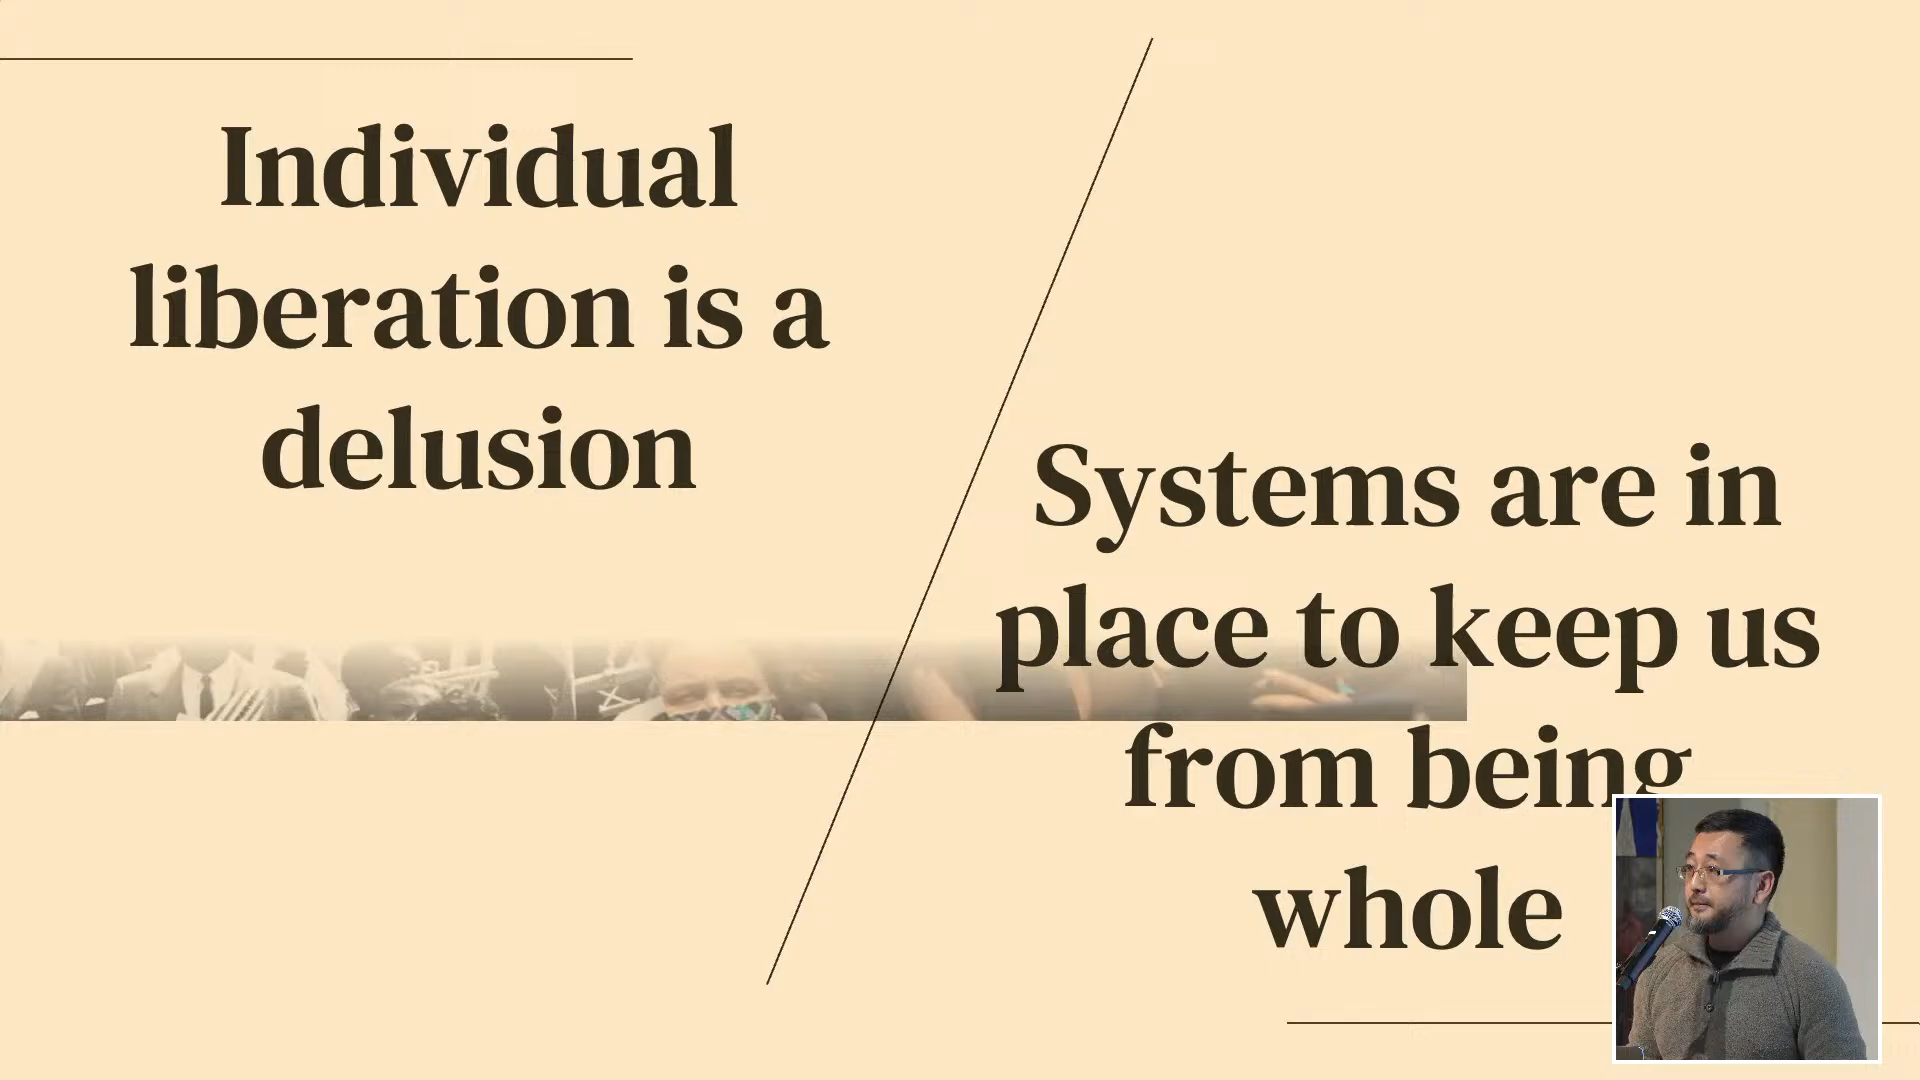 Individual
liberation is a
delusion
Systems are in
place to keep us
from being
whole